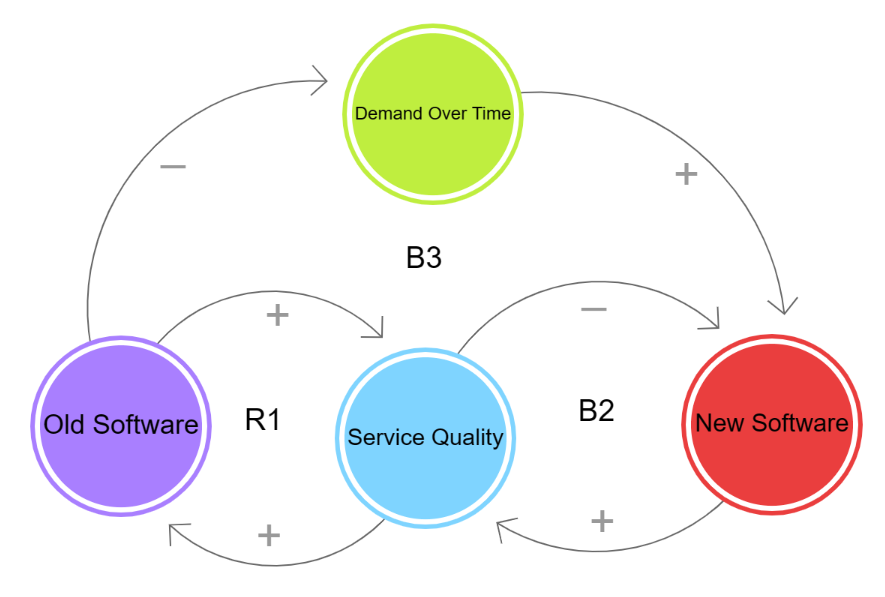 Demand Over Time
−
+
B3
+
−
Old Software
R1
Service Quality
B2
New Software
+
+